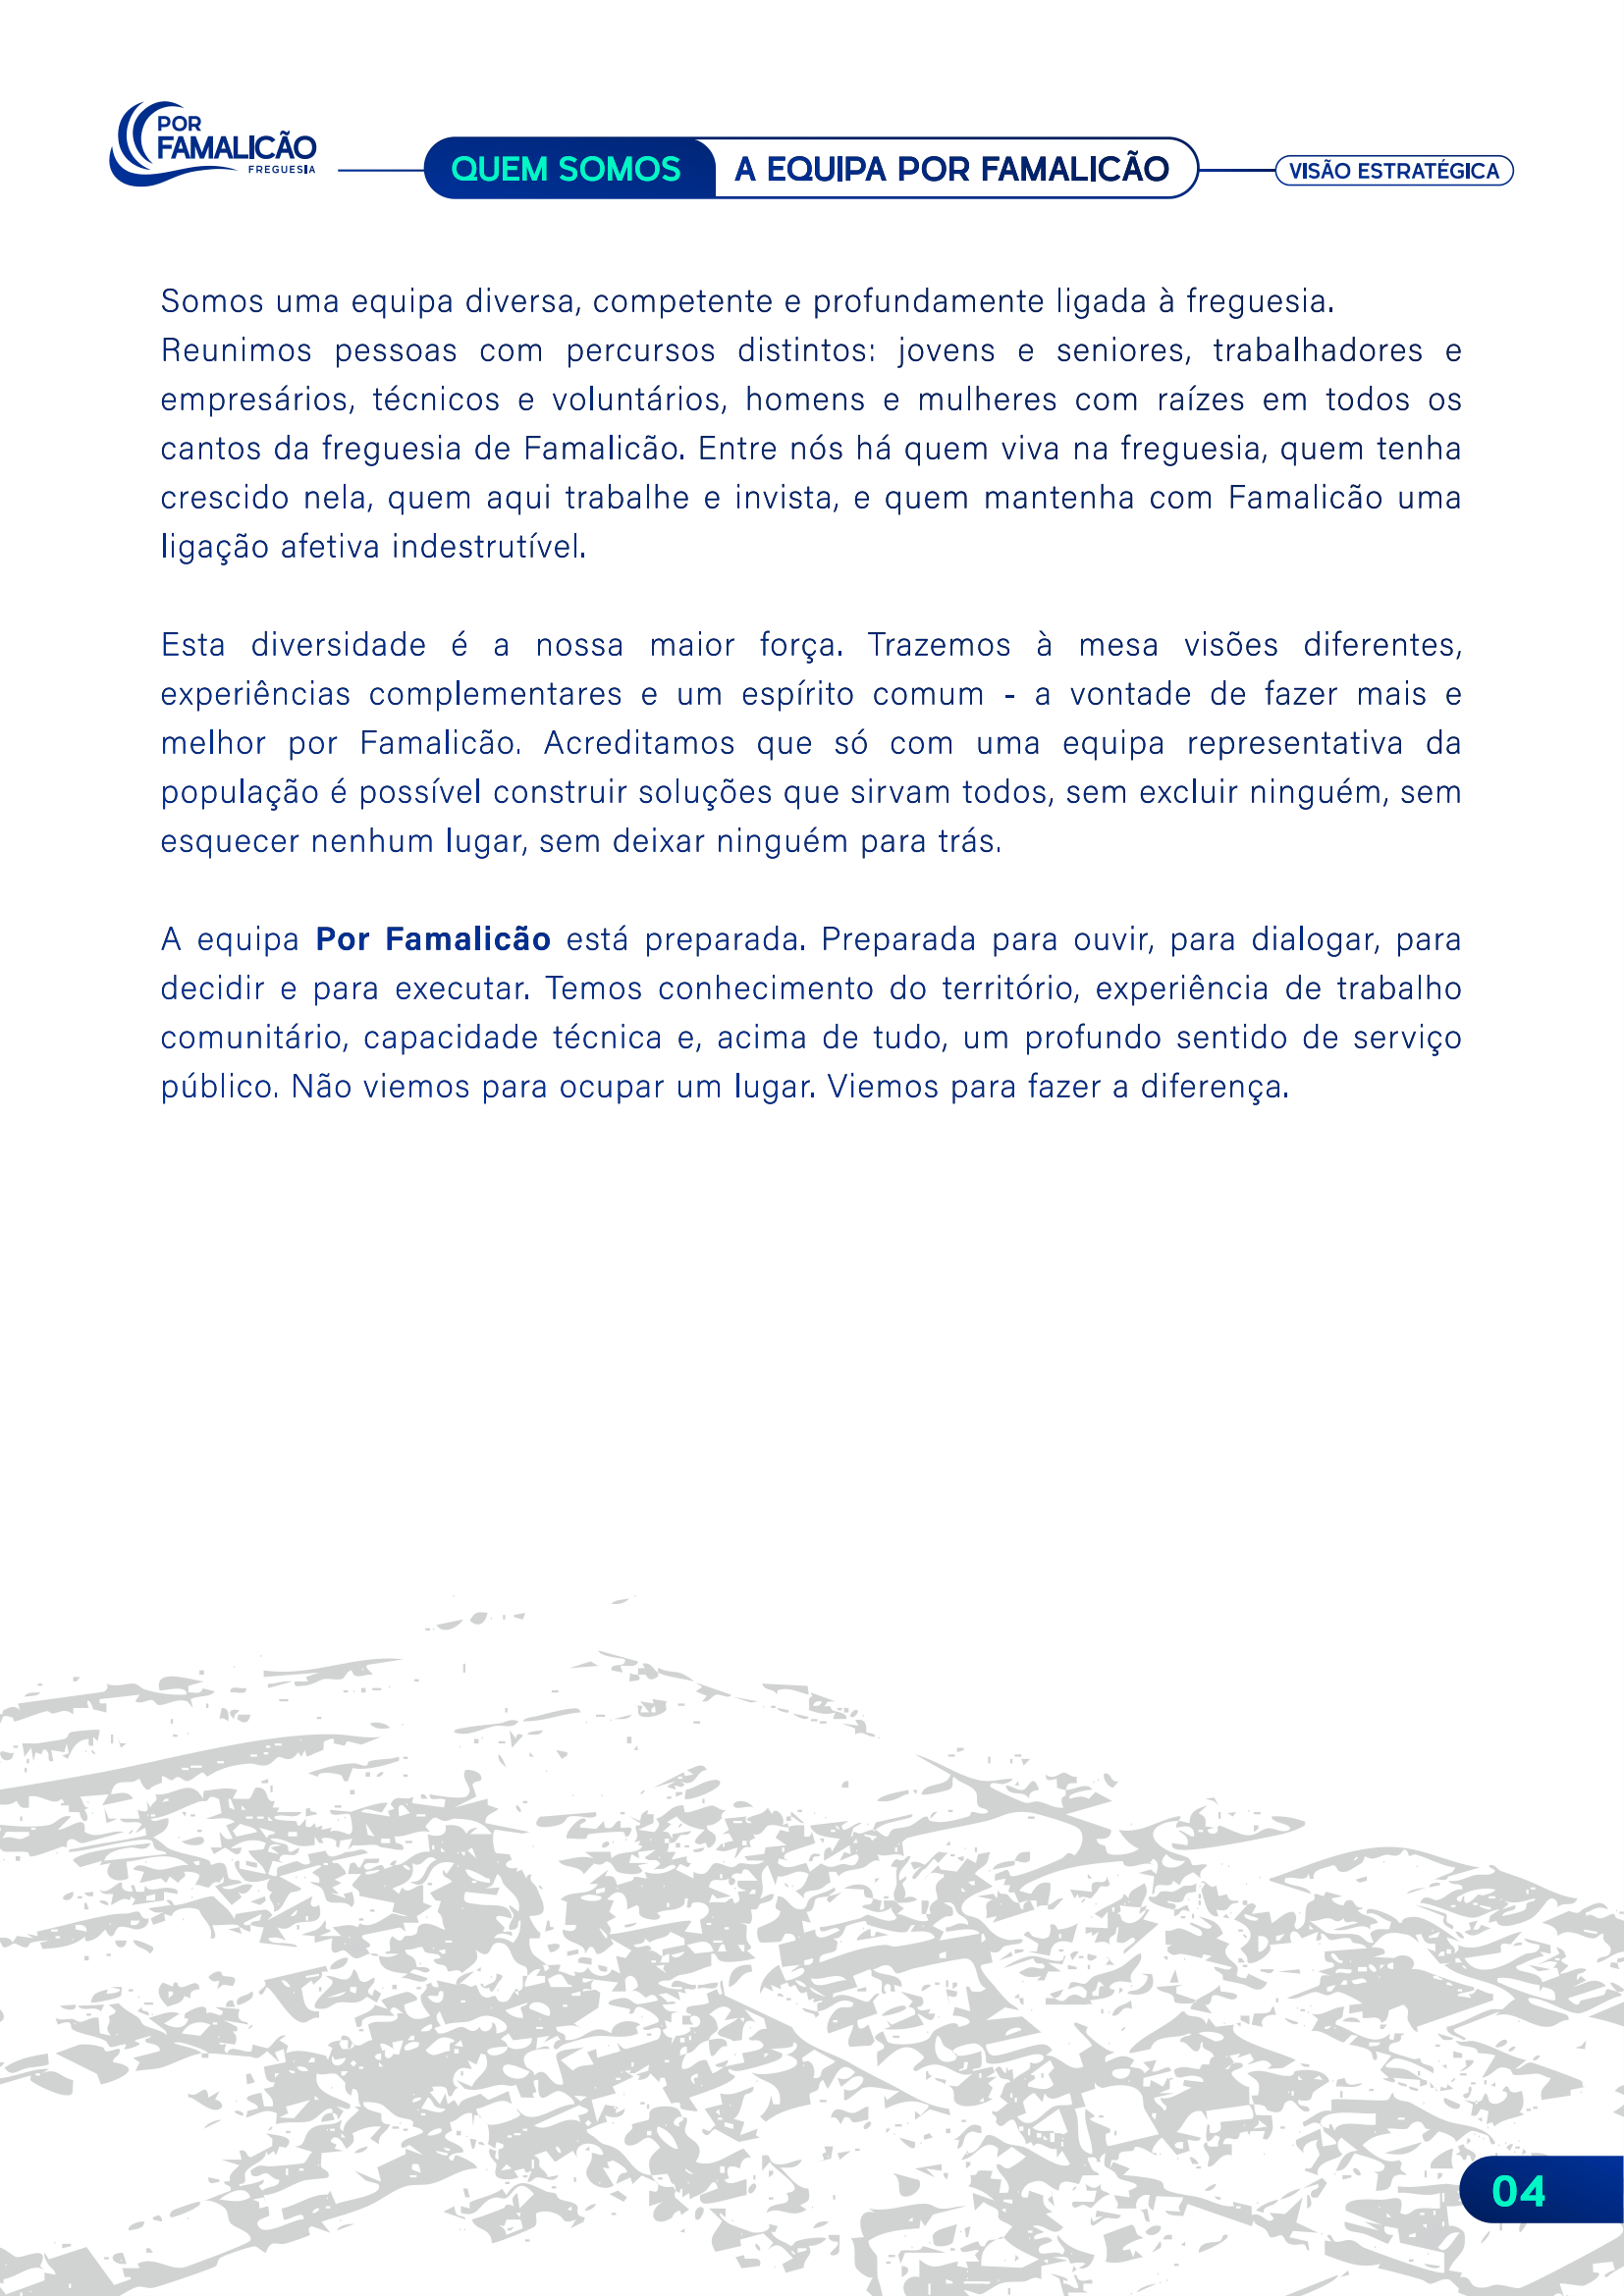 POR
FAMALICÃO
FREGUESIA
QUEM SOMOS A EQUIPA POR FAMALICÃO
VISÃO ESTRATÉGICA
Somos uma equipa diversa, competente e profundamente ligada à freguesia.
Reunimos pessoas com percursos distintos: jovens e seniores, trabalhadores e
empresários, técnicos e voluntários, homens e mulheres com raízes em todos os
cantos da freguesia de Famalicão. Entre nós há quem viva na freguesia, quem tenha
crescido nela, quem aqui trabalhe e invista, e quem mantenha com Famalicão uma
ligação afetiva indestrutível.
Esta diversidade é a nossa maior força. Trazemos à mesa visões diferentes,
experiências complementares e um espírito comum - a vontade de fazer mais e
melhor por Famalicão. Acreditamos que só com uma equipa representativa da
população é possível construir soluções que sirvam todos, sem excluir ninguém, sem
esquecer nenhum lugar, sem deixar ninguém para trás.
A equipa Por Famalicão está preparada. Preparada para ouvir, para dialogar, para
decidir e para executar. Temos conhecimento do território, experiência de trabalho
comunitário, capacidade técnica e, acima de tudo, um profundo sentido de serviço
público. Não viemos para ocupar um lugar. Viemos para fazer a diferença.
04